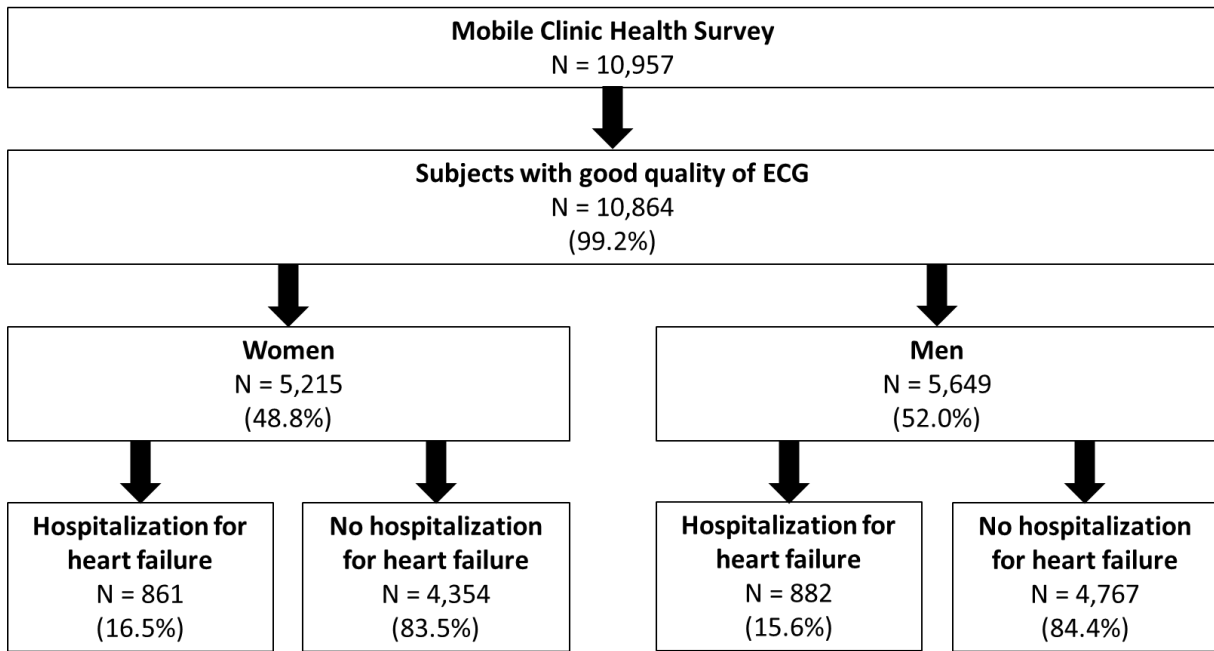 Mobile Clinic Health Survey
N = 10,957
Subjects with good quality of ECG
N = 10,864
(99.2%)
Women
N = 5,215
(48.8%)
Men
N = 5,649
(52.0%)
Hospitalization for
heart failure
N = 861
(16.5%)
No hospitalization
for heart failure
N = 4,354
(83.5%)
Hospitalization for
heart failure
N = 882
(15.6%)
No hospitalization
for heart failure
N = 4,767
(84.4%)